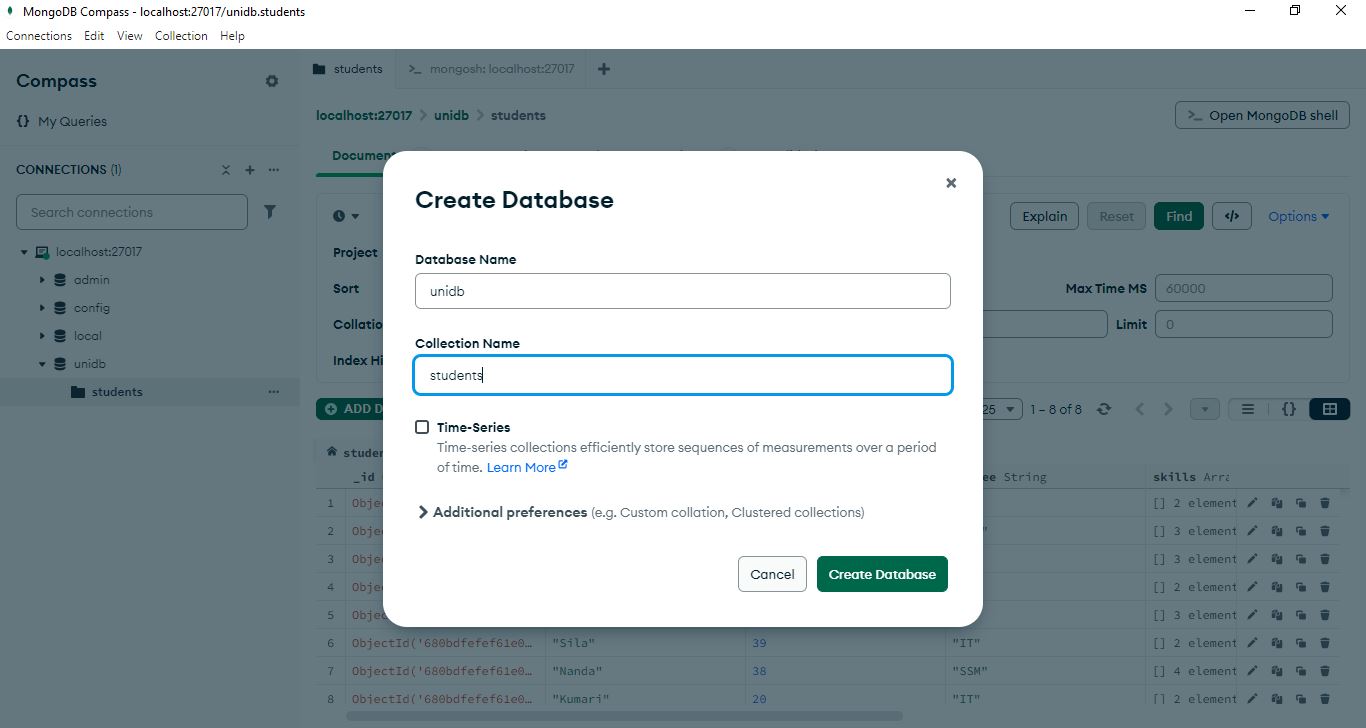 MongoDB Compass - localhost:27017/unidb.students
Connections Edit View Collection Help
Compass
My Queries
CONNECTIONS (1)
Search connections
localhost:27017
admin
config
local
unidb
students
students
>_ mongosh: localhost:27017
localhost:27017 > unidb > students
>_ Open MongoDB shell
Documen
Explain Reset Find </> Options
Project
Sort
Max Time MS 60000
Collatio
Limit 0
Index Hi
ADD D
25 1 – 8 of 8
Create Database
Database Name
unidb
Collection Name
students
Time-Series
Time-series collections efficiently store sequences of measurements over a period
of time. Learn More
Additional preferences (e.g. Custom collation, Clustered collections)
Cancel Create Database
studen
_id ee String skills Arra
1 Obje [] 2 element
2 Obje " [] 3 element
3 Obje [] 3 element
4 Obje [] 2 element
5 Obje [] 3 element
6 ObjectId('680bdfefef61e0… "Sila" 39 "IT" [] 2 element
7 ObjectId('680bdfefef61e0… "Nanda" 38 "SSM" [] 4 element
8 ObjectId('680bdfefef61e0… "Kumari" 20 "IT" [] 2 element